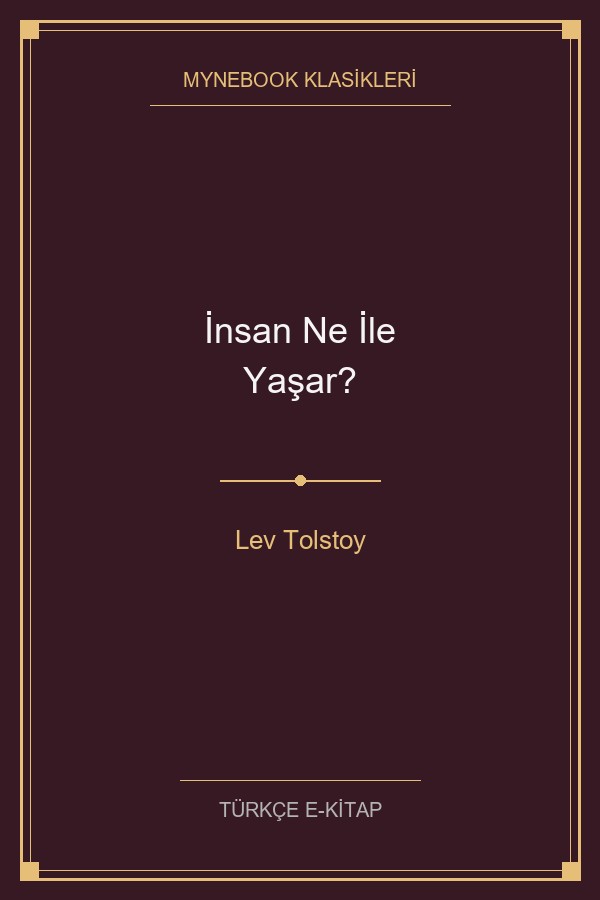 MYNEBOOK KLASİKLERİ
İnsan Ne İle
Yaşar?
Lev Tolstoy
TÜRKÇE E-KİTAP